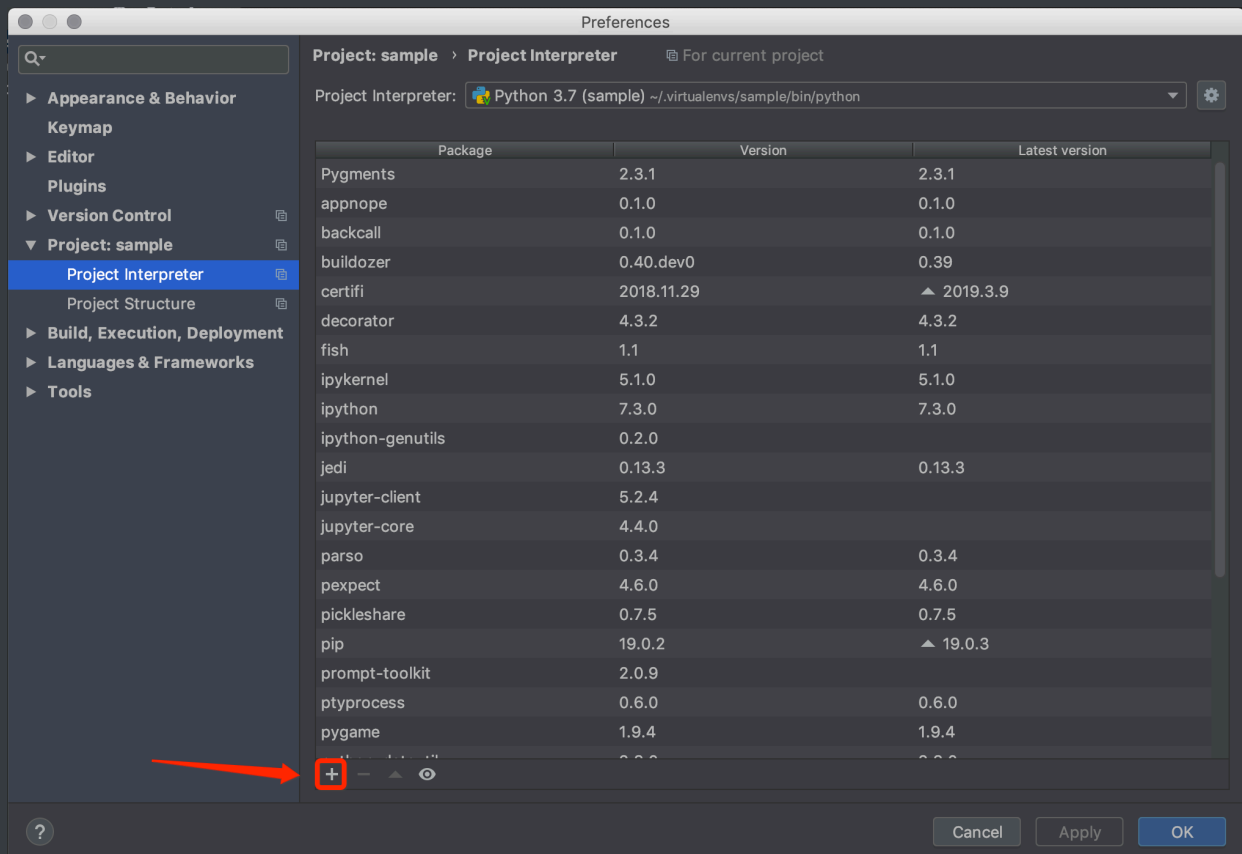 Preferences
Project: sample › Project Interpreter For current project
Appearance & Behavior
Keymap
Editor
Plugins
Version Control
Project: sample
Project Interpreter
Project Structure
Build, Execution, Deployment
Languages & Frameworks
Tools
Project Interpreter: Python 3.7 (sample) ~/.virtualenvs/sample/bin/python
Package Version Latest version
Pygments 2.3.1 2.3.1
appnope 0.1.0 0.1.0
backcall 0.1.0 0.1.0
buildozer 0.40.dev0 0.39
certifi 2018.11.29 2019.3.9
decorator 4.3.2 4.3.2
fish 1.1 1.1
ipykernel 5.1.0 5.1.0
ipython 7.3.0 7.3.0
ipython-genutils 0.2.0
jedi 0.13.3 0.13.3
jupyter-client 5.2.4
jupyter-core 4.4.0
parso 0.3.4 0.3.4
pexpect 4.6.0 4.6.0
pickleshare 0.7.5 0.7.5
pip 19.0.2 19.0.3
prompt-toolkit 2.0.9
ptyprocess 0.6.0 0.6.0
pygame 1.9.4 1.9.4
? Cancel Apply OK